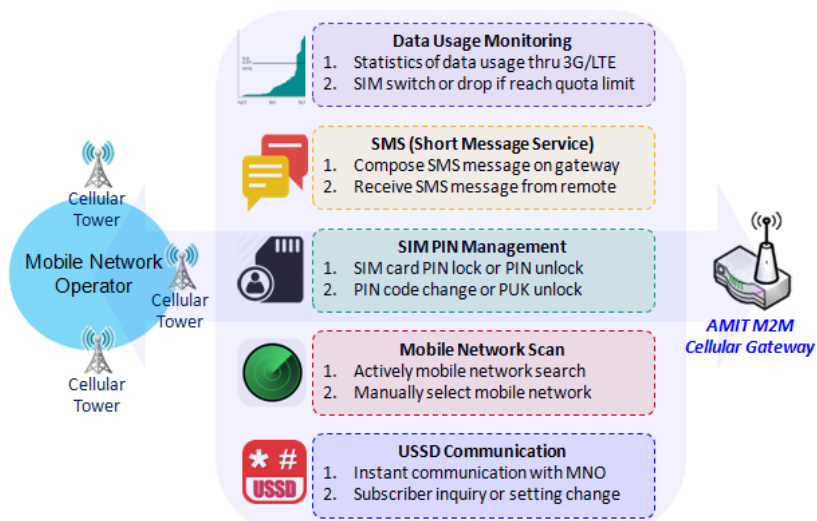 Data Usage Monitoring
1. Statistics of data usage thru 3G/LTE
2. SIM switch or drop if reach quota limit
SMS (Short Message Service)
1. Compose SMS message on gateway
2. Receive SMS message from remote
Cellular
Tower
Mobile Network
Operator
Cellular
Tower
Cellular
Tower
SIM PIN Management
1. SIM card PIN lock or PIN unlock
2. PIN code change or PUK unlock
AMIT M2M
Cellular Gateway
Mobile Network Scan
1. Actively mobile network search
2. Manually select mobile network
* #
USSD
USSD Communication
1. Instant communication with MNO
2. Subscriber inquiry or setting change